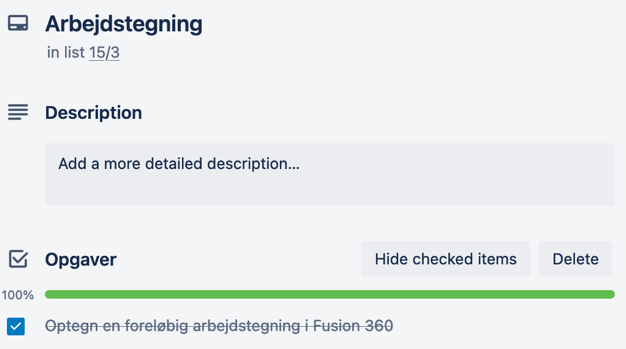 Arbejdstegning
in list 15/3
Description
Add a more detailed description...
Opgaver
Hide checked items
Delete
100%
Optegn en foreløbig arbejdstegning i Fusion 360